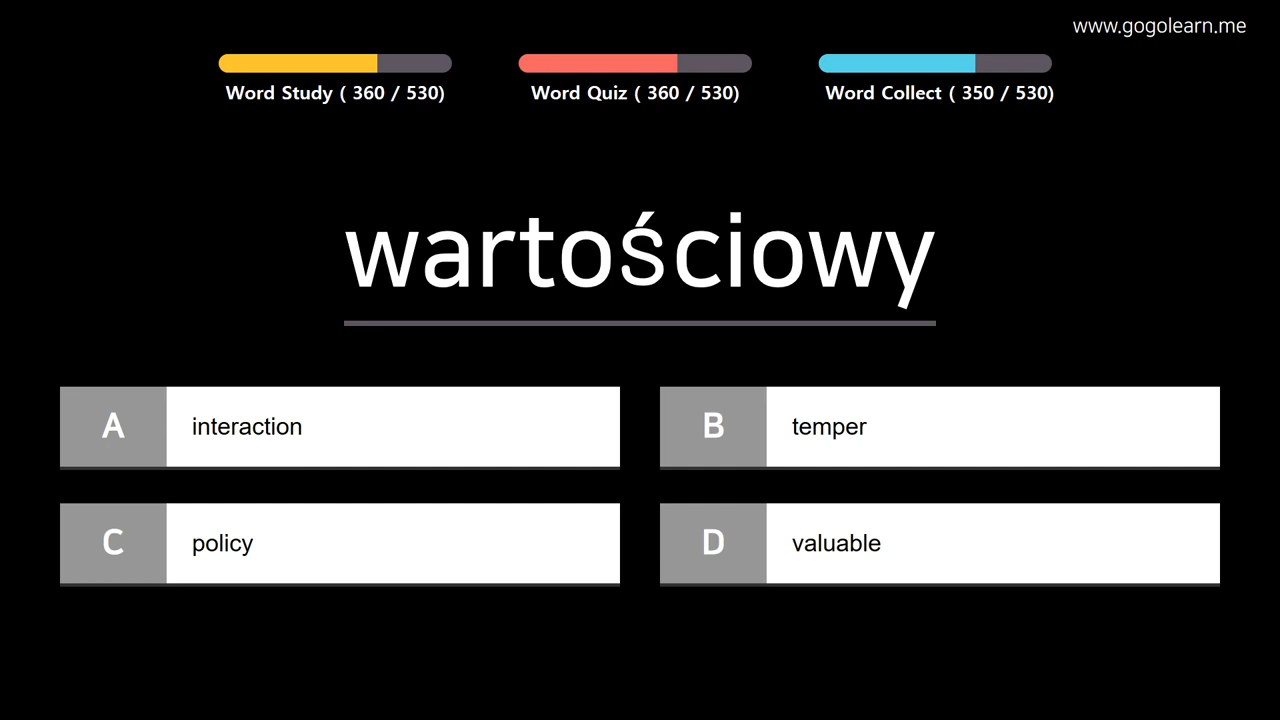 www.gogolearn.me
Word Study ( 360 / 530)
Word Quiz ( 360 / 530)
Word Collect ( 350 / 530)
wartościowy
A
interaction
B
temper
C
policy
D
valuable